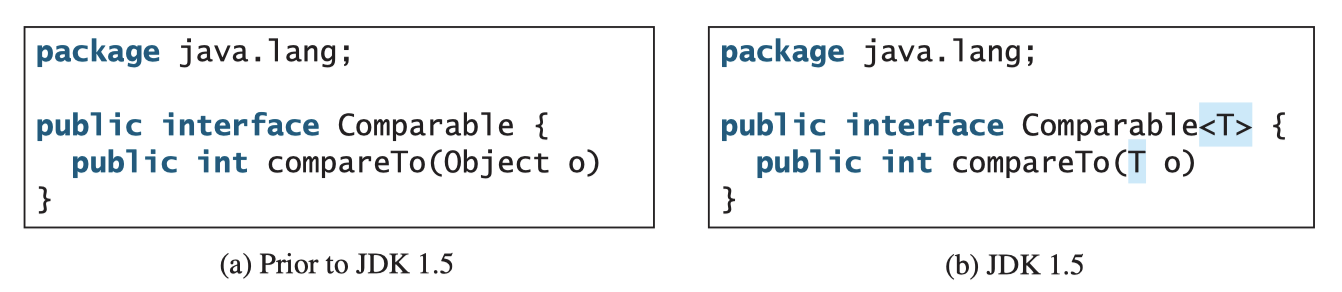 package java.lang;
public interface Comparable {
public int compareTo(Object o)
}
(a) Prior to JDK 1.5
package java.lang;
public interface Comparable<T> {
public int compareTo(T o)
}
(b) JDK 1.5